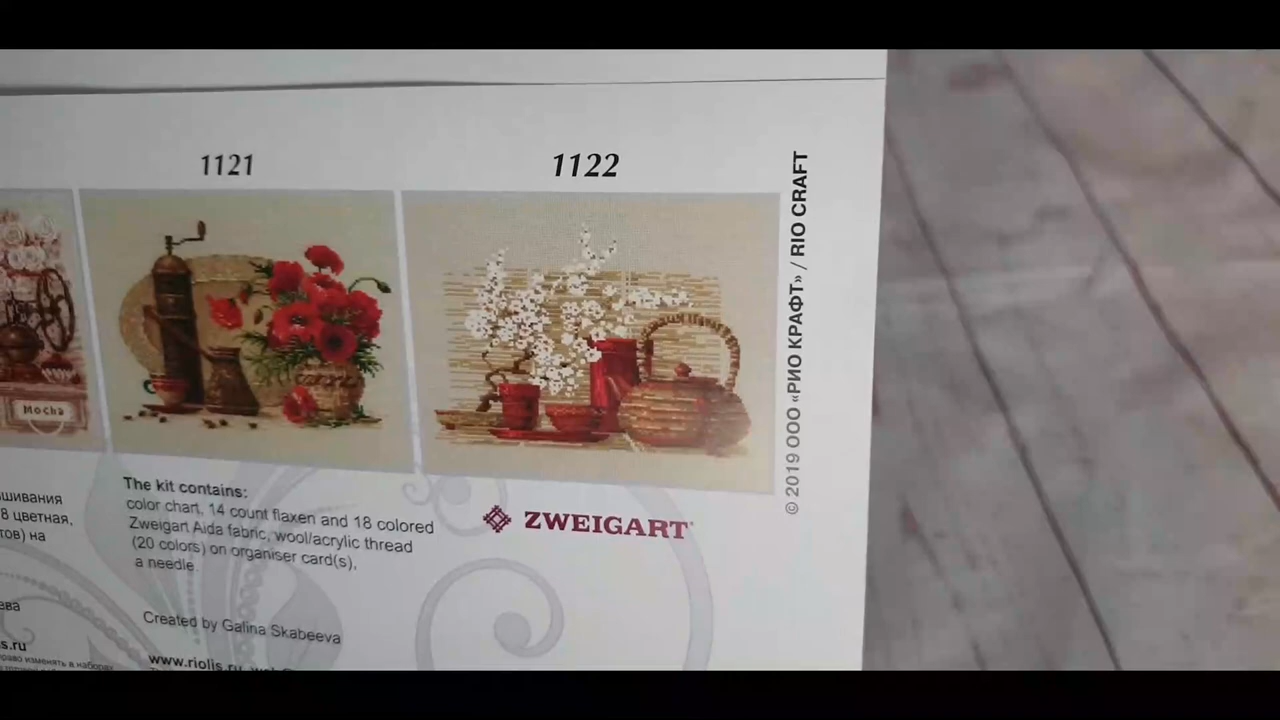 1121
1122
Mocha
шивания
8 цветная,
тов) на
ава
s.ru
The kit contains:
color chart, 14 count flaxen and 18 colored
Zweigart Aida fabric, wool/acrylic thread
(20 colors) on organiser card(s),
a needle.
Created by Galina Skabeeva
www.riolis.ru,
ZWEIGART
© 2019 ООО «РИО КРАФТ» / RIO CRAFT